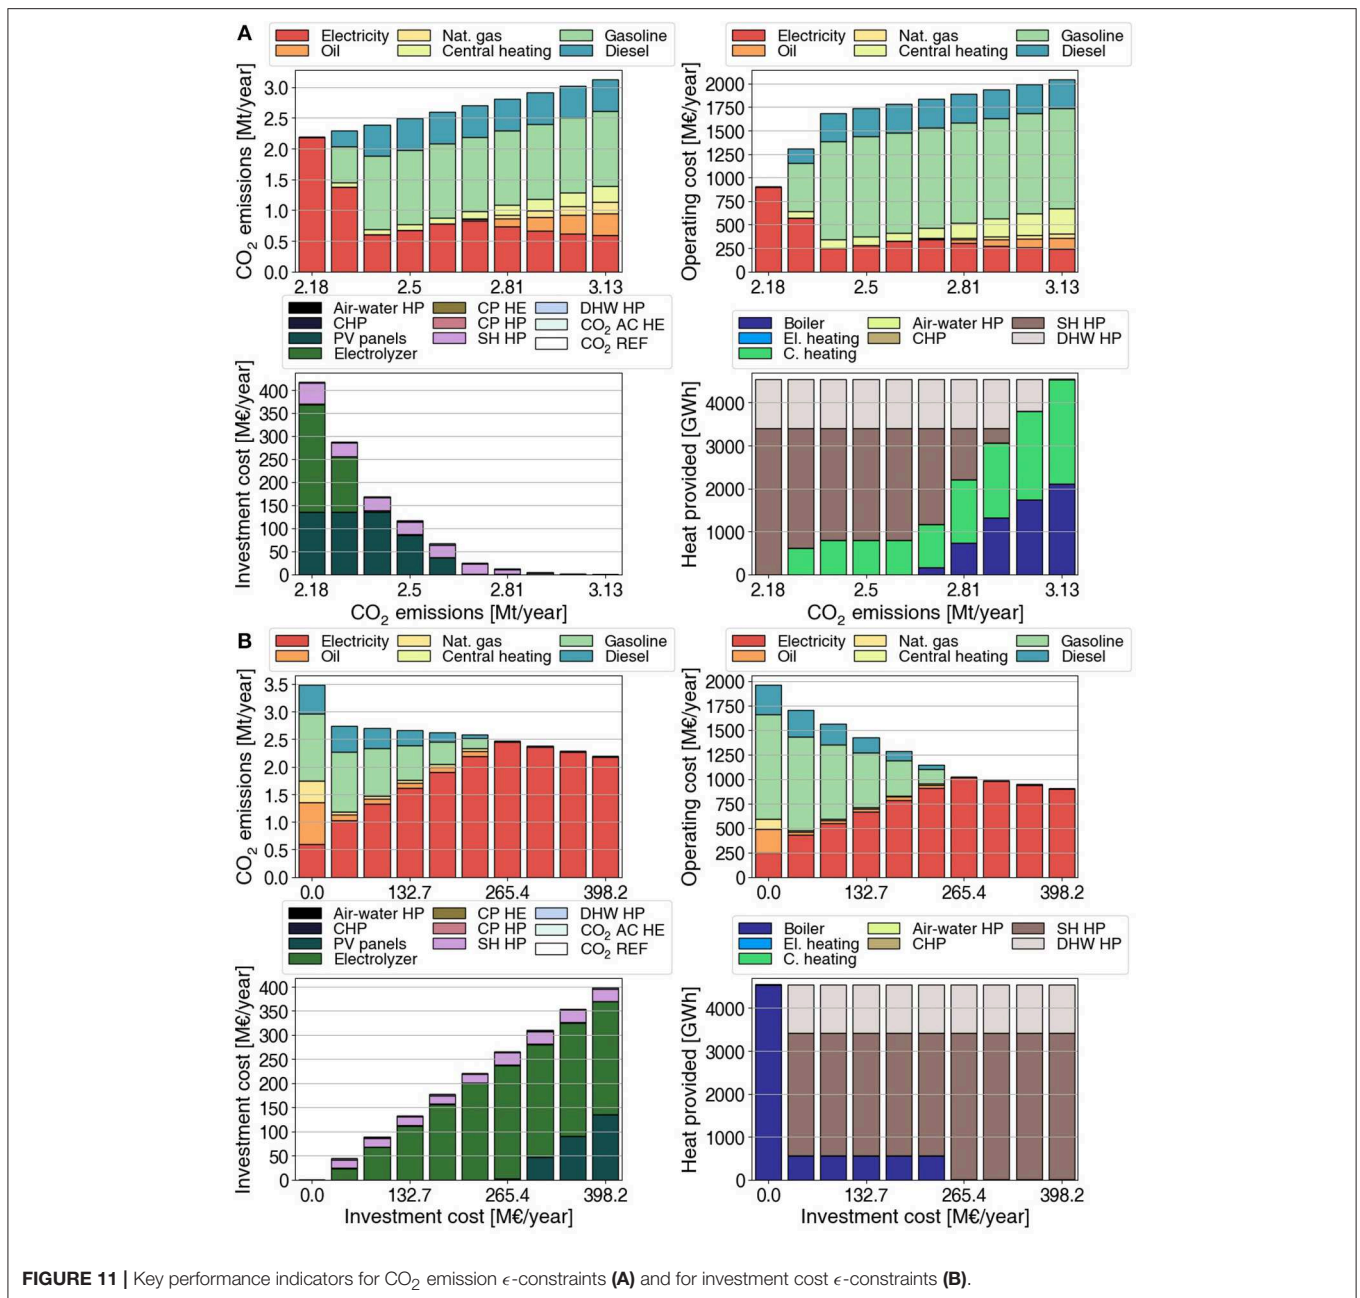 A
Electricity Nat. gas Gasoline
Oil Central heating Diesel
CO2 emissions [Mt/year]
3.0
2.5
2.0
1.5
1.0
0.5
0.0
2.18 2.5 2.81 3.13
Electricity Nat. gas Gasoline
Oil Central heating Diesel
Operating cost [M€/year]
2000
1750
1500
1250
1000
750
500
250
0
2.18 2.5 2.81 3.13
Air-water HP CP HE DHW HP
CHP CP HP CO2 AC HE
PV panels SH HP CO2 REF
Electrolyzer
Investment cost [M€/year]
400
350
300
250
200
150
100
50
0
2.18 2.5 2.81 3.13
CO2 emissions [Mt/year]
Boiler Air-water HP SH HP
El. heating CHP DHW HP
C. heating
Heat provided [GWh]
4000
3000
2000
1000
0
2.18 2.5 2.81 3.13
CO2 emissions [Mt/year]
B
Electricity Nat. gas Gasoline
Oil Central heating Diesel
CO2 emissions [Mt/year]
3.5
3.0
2.5
2.0
1.5
1.0
0.5
0.0
0.0 132.7 265.4 398.2
Electricity Nat. gas Gasoline
Oil Central heating Diesel
Operating cost [M€/year]
2000
1750
1500
1250
1000
750
500
250
0
0.0 132.7 265.4 398.2
Air-water HP CP HE DHW HP
CHP CP HP CO2 AC HE
PV panels SH HP CO2 REF
Electrolyzer
Investment cost [M€/year]
400
350
300
250
200
150
100
50
0
0.0 132.7 265.4 398.2
Investment cost [M€/year]
Boiler Air-water HP SH HP
El. heating CHP DHW HP
C. heating
Heat provided [GWh]
4000
3000
2000
1000
0
0.0 132.7 265.4 398.2
Investment cost [M€/year]
FIGURE 11 | Key performance indicators for CO2 emission ϵ-constraints (A) and for investment cost ϵ-constraints (B).